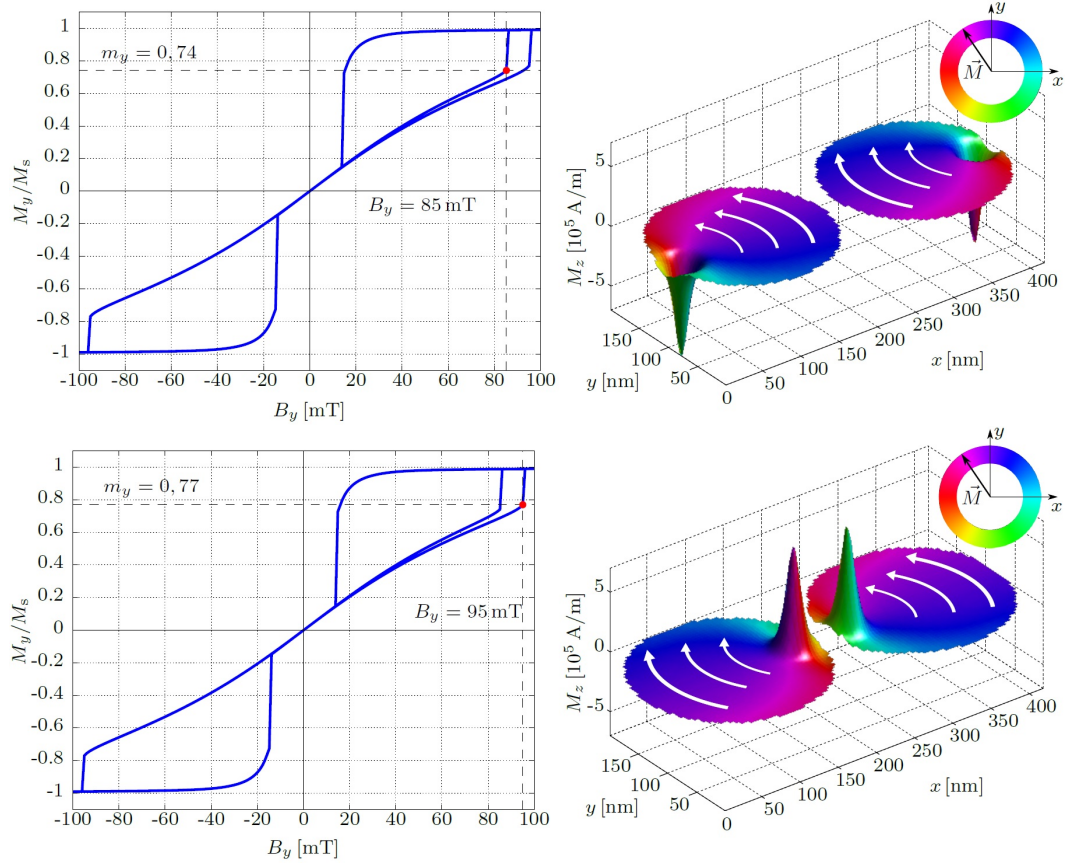 1
0.8
0.6
0.4
0.2
0
-0.2
-0.4
-0.6
-0.8
-1
M_y/M_s
m_y = 0,74
B_y = 85 mT
-100 -80 -60 -40 -20 0 20 40 60 80 100
B_y [mT]
y
M⃗
x
5
0
-5
M_z [10^5 A/m]
150
100
50
y [nm]
0 50 100 150 200 250 300 350 400
x [nm]
1
0.8
0.6
0.4
0.2
0
-0.2
-0.4
-0.6
-0.8
-1
M_y/M_s
m_y = 0,77
B_y = 95 mT
-100 -80 -60 -40 -20 0 20 40 60 80 100
B_y [mT]
y
M⃗
x
5
0
-5
M_z [10^5 A/m]
150
100
50
y [nm]
0 50 100 150 200 250 300 350 400
x [nm]